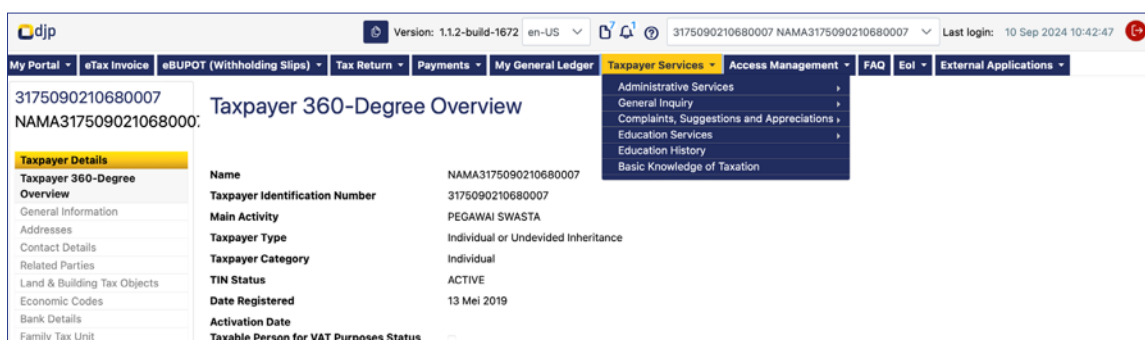 djp
Version: 1.1.2-build-1672 en-US 7 1 3175090210680007 NAMA3175090210680007 Last login: 10 Sep 2024 10:42:47
My Portal eTax Invoice eBUPOT (Withholding Slips) Tax Return Payments My General Ledger Taxpayer Services Access Management FAQ EoI External Applications
Administrative Services
General Inquiry
Complaints, Suggestions and Appreciations
Education Services
Education History
Basic Knowledge of Taxation
3175090210680007
NAMA3175090210680007
Taxpayer Details
Taxpayer 360-Degree
Overview
General Information
Addresses
Contact Details
Related Parties
Land & Building Tax Objects
Economic Codes
Bank Details
Family Tax Unit
Taxpayer 360-Degree Overview
Name NAMA3175090210680007
Taxpayer Identification Number 3175090210680007
Main Activity PEGAWAI SWASTA
Taxpayer Type Individual or Undevided Inheritance
Taxpayer Category Individual
TIN Status ACTIVE
Date Registered 13 Mei 2019
Activation Date
Taxable Person for VAT Purposes Status